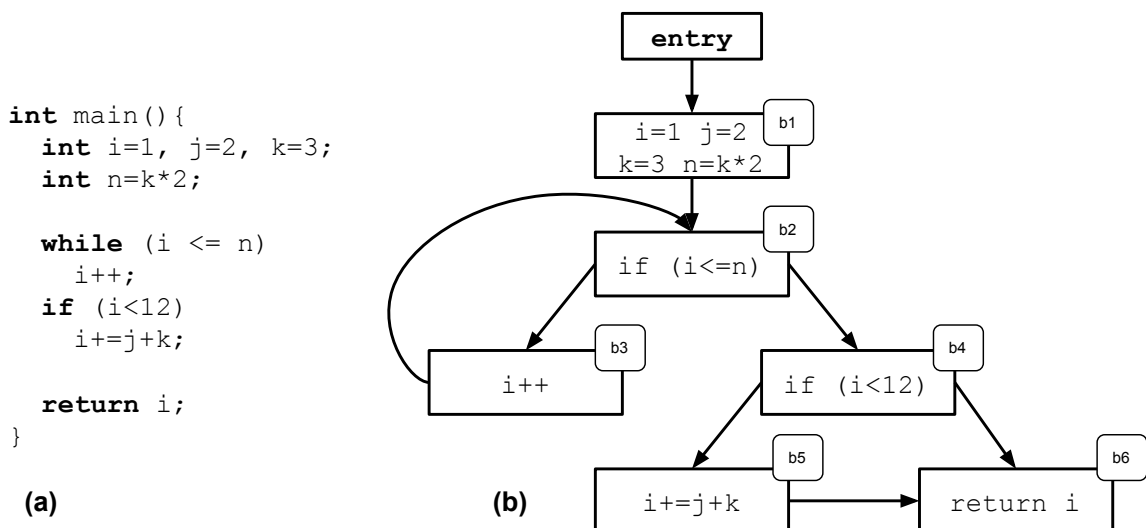 int main(){
int i=1, j=2, k=3;
int n=k*2;
while (i <= n)
i++;
if (i<12)
i+=j+k;
return i;
}
(a)
entry
b1
i=1 j=2
k=3 n=k*2
b2
if (i<=n)
b3
i++
b4
if (i<12)
b5
i+=j+k
b6
return i
(b)